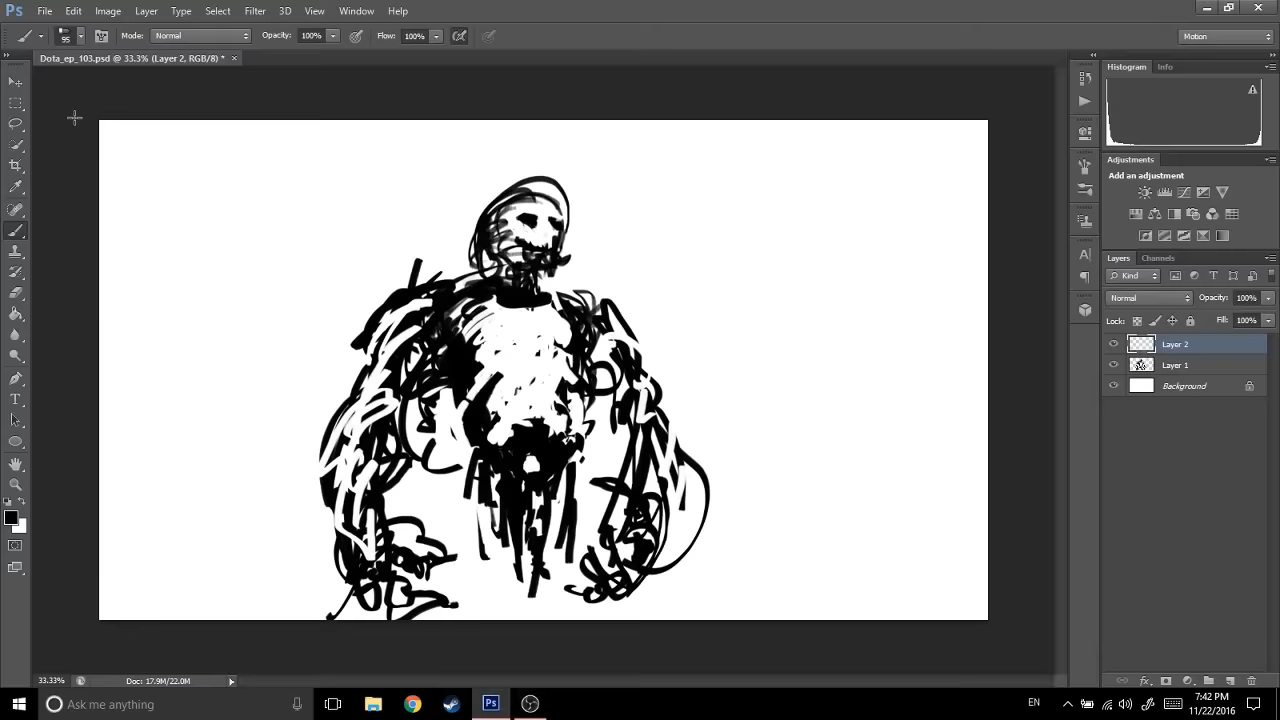 Ps File Edit Image Layer Type Select Filter 3D View Window Help
95 Mode: Normal Opacity: 100% Flow: 100% Motion
Dota_ep_103.psd @ 33.3% (Layer 2, RGB/8) * ×
Histogram Info
Adjustments
Add an adjustment
Layers Channels
Kind
Normal Opacity: 100%
Lock: Fill: 100%
Layer 2
Layer 1
Background
33.33% Doc: 17.9M/22.0M
Ask me anything Ps EN 7:42 PM
11/22/2016